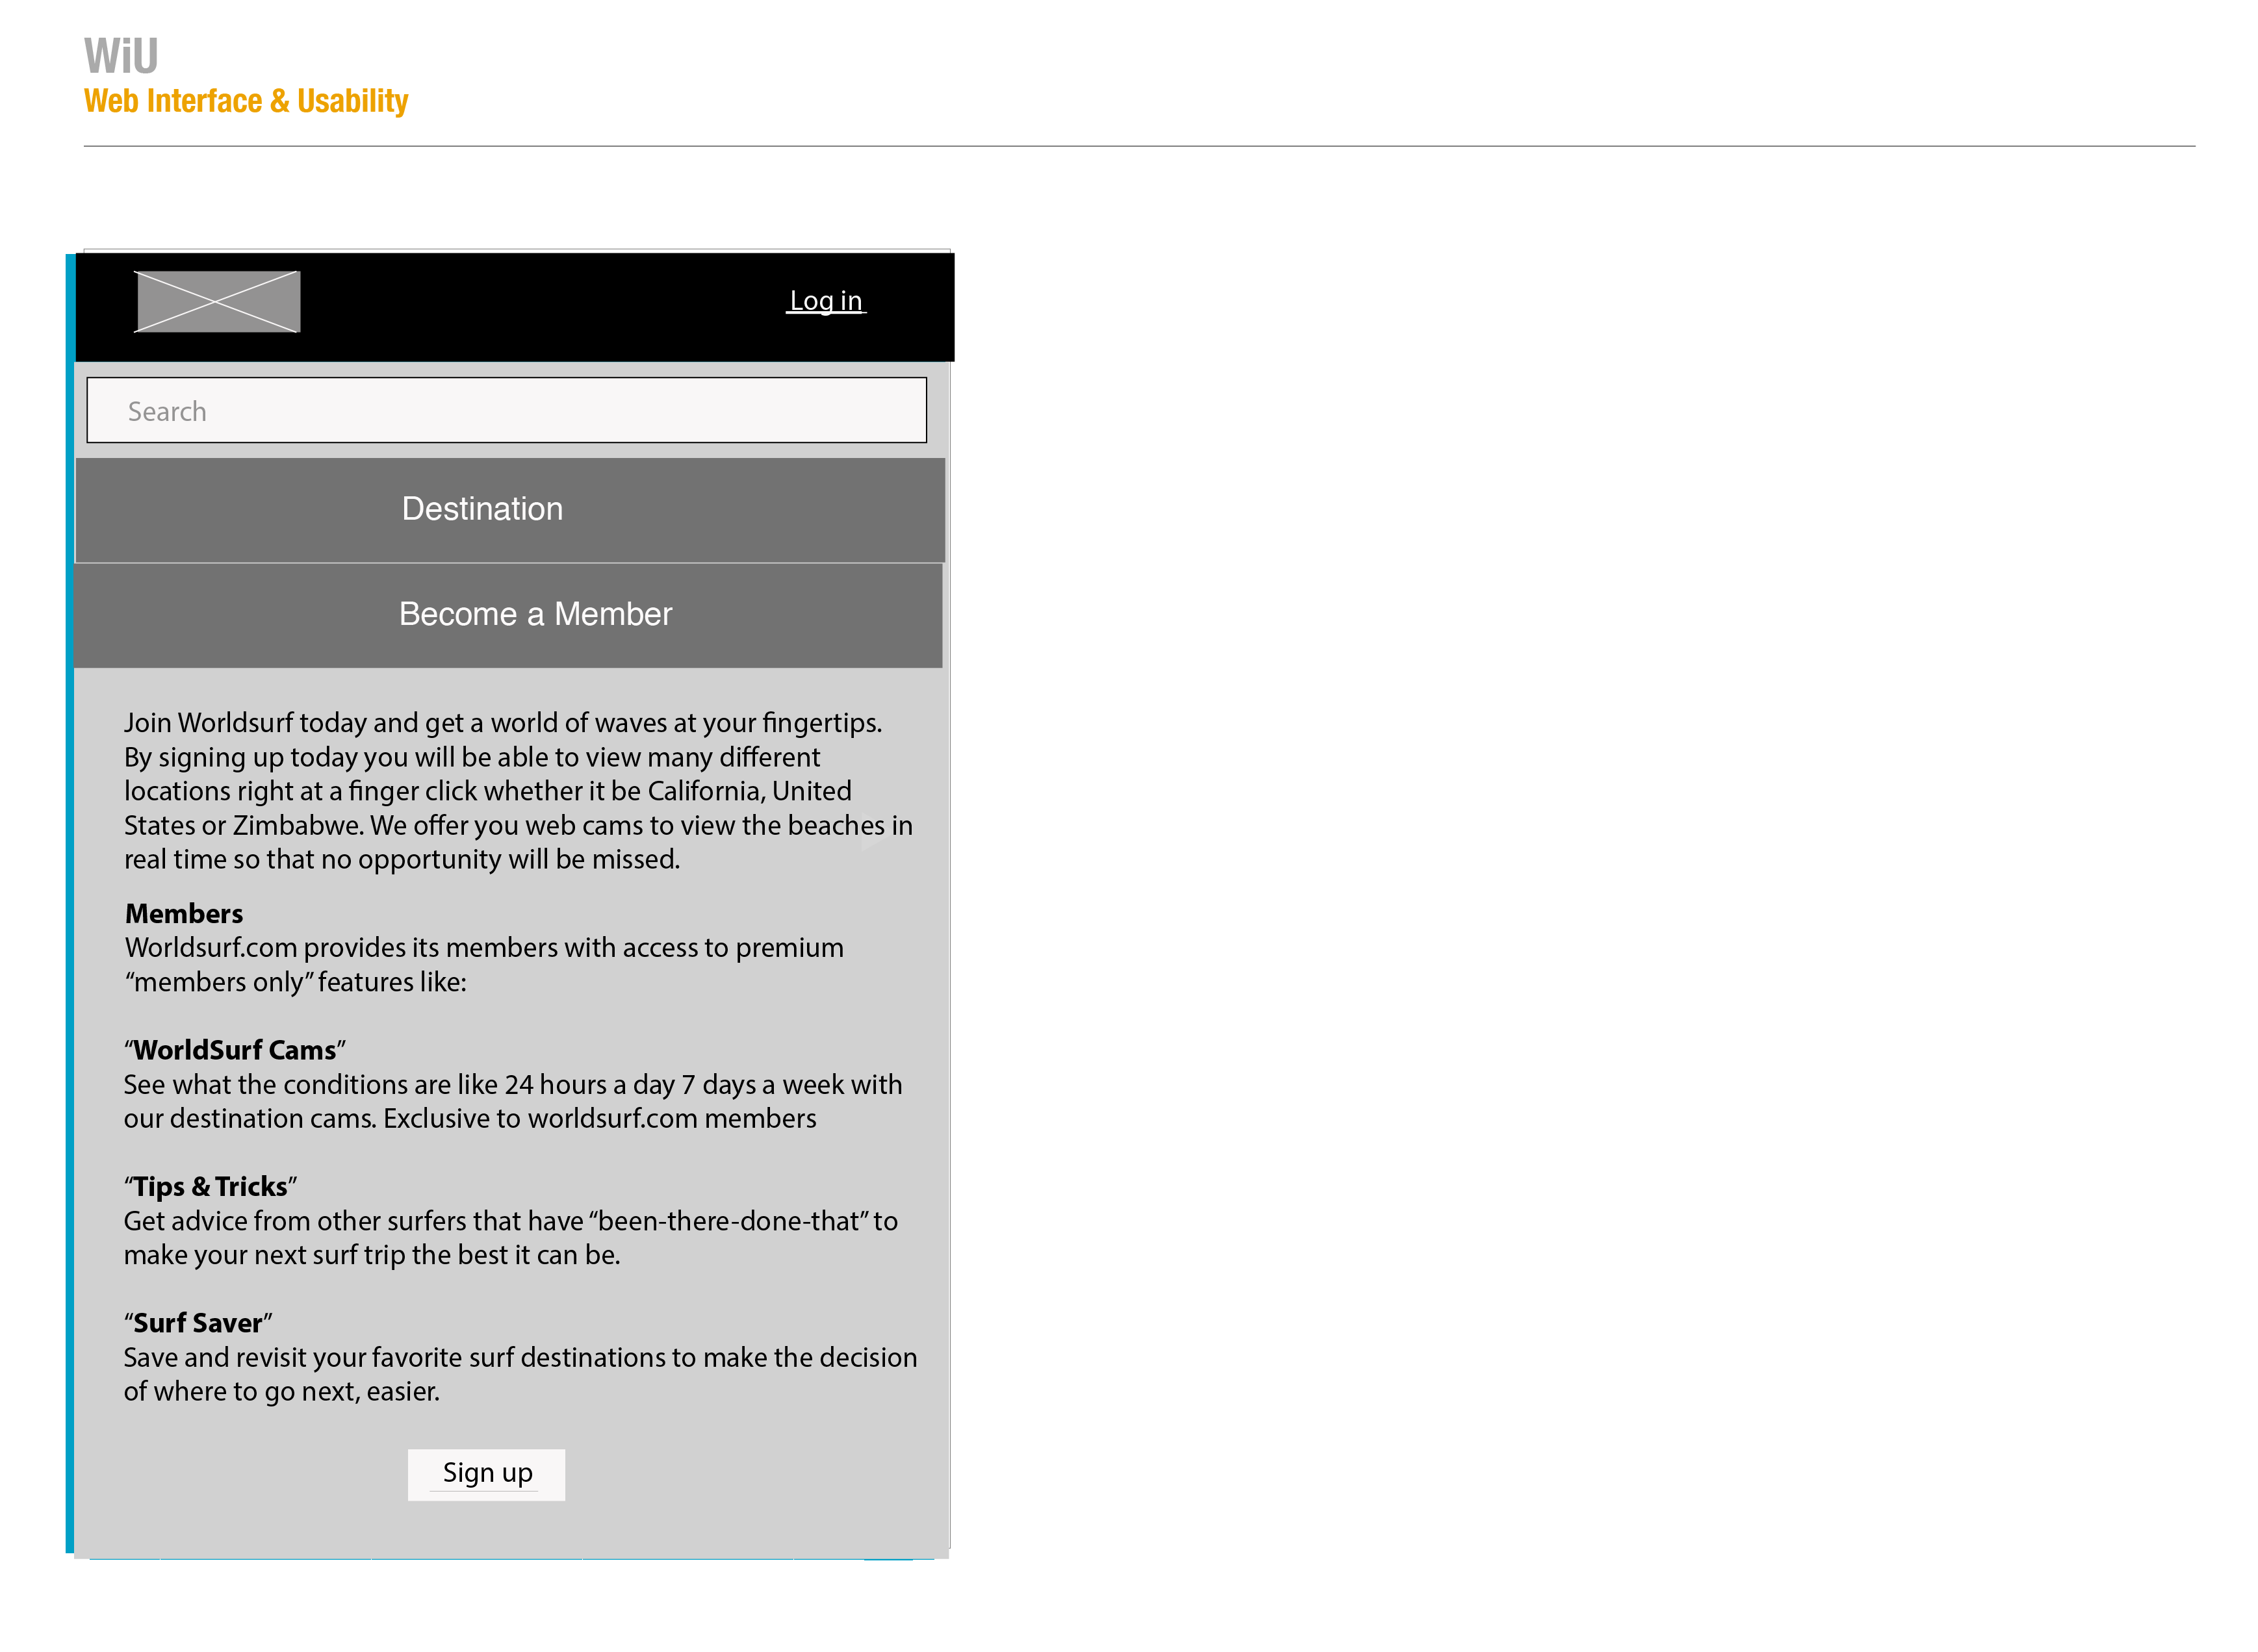 WiU
Web Interface & Usability
Log in
Search
Destination
Become a Member
Join Worldsurf today and get a world of waves at your fingertips.
By signing up today you will be able to view many different
locations right at a finger click whether it be California, United
States or Zimbabwe. We offer you web cams to view the beaches in
real time so that no opportunity will be missed.
Members
Worldsurf.com provides its members with access to premium
“members only” features like:
“WorldSurf Cams”
See what the conditions are like 24 hours a day 7 days a week with
our destination cams. Exclusive to worldsurf.com members
“Tips & Tricks”
Get advice from other surfers that have “been-there-done-that” to
make your next surf trip the best it can be.
“Surf Saver”
Save and revisit your favorite surf destinations to make the decision
of where to go next, easier.
Sign up